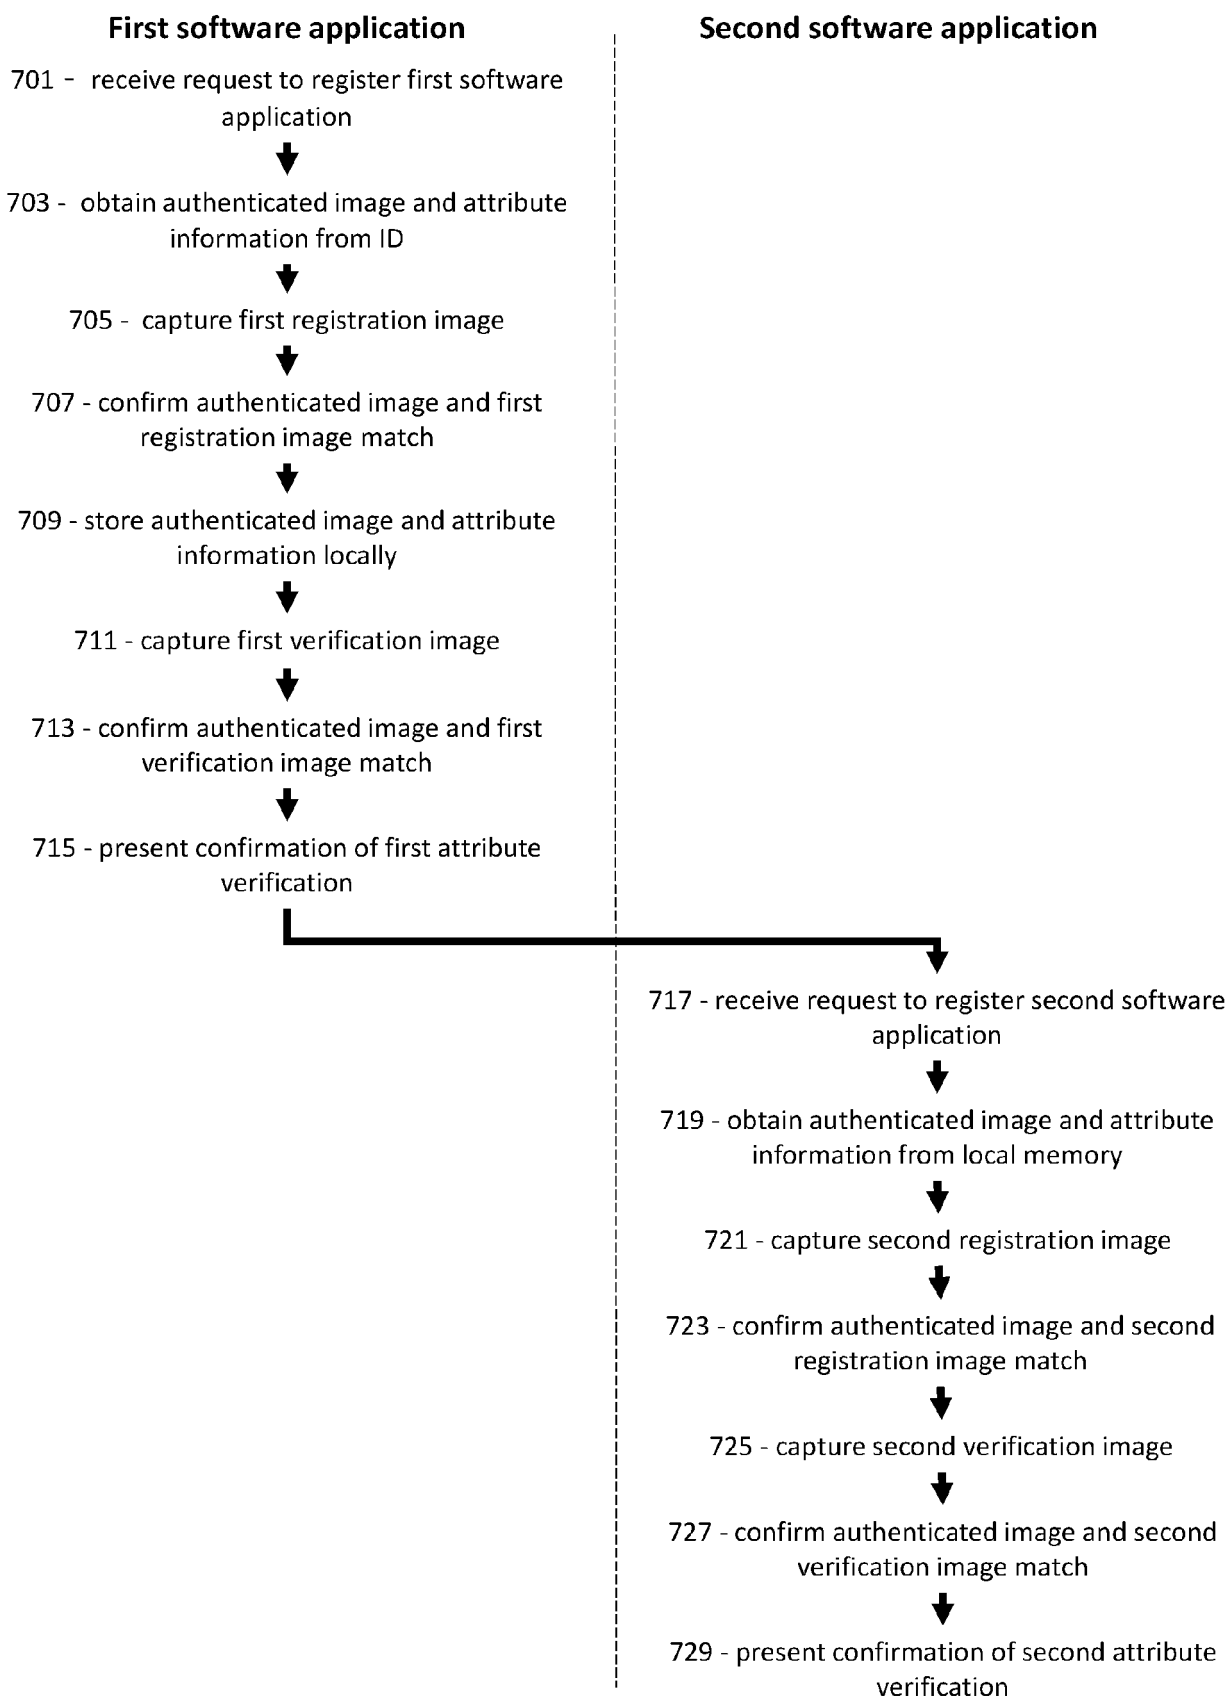 First software application
Second software application
701 - receive request to register first software
application
703 - obtain authenticated image and attribute
information from ID
705 - capture first registration image
707 - confirm authenticated image and first
registration image match
709 - store authenticated image and attribute
information locally
711 - capture first verification image
713 - confirm authenticated image and first
verification image match
715 - present confirmation of first attribute
verification
717 - receive request to register second software
application
719 - obtain authenticated image and attribute
information from local memory
721 - capture second registration image
723 - confirm authenticated image and second
registration image match
725 - capture second verification image
727 - confirm authenticated image and second
verification image match
729 - present confirmation of second attribute
verification